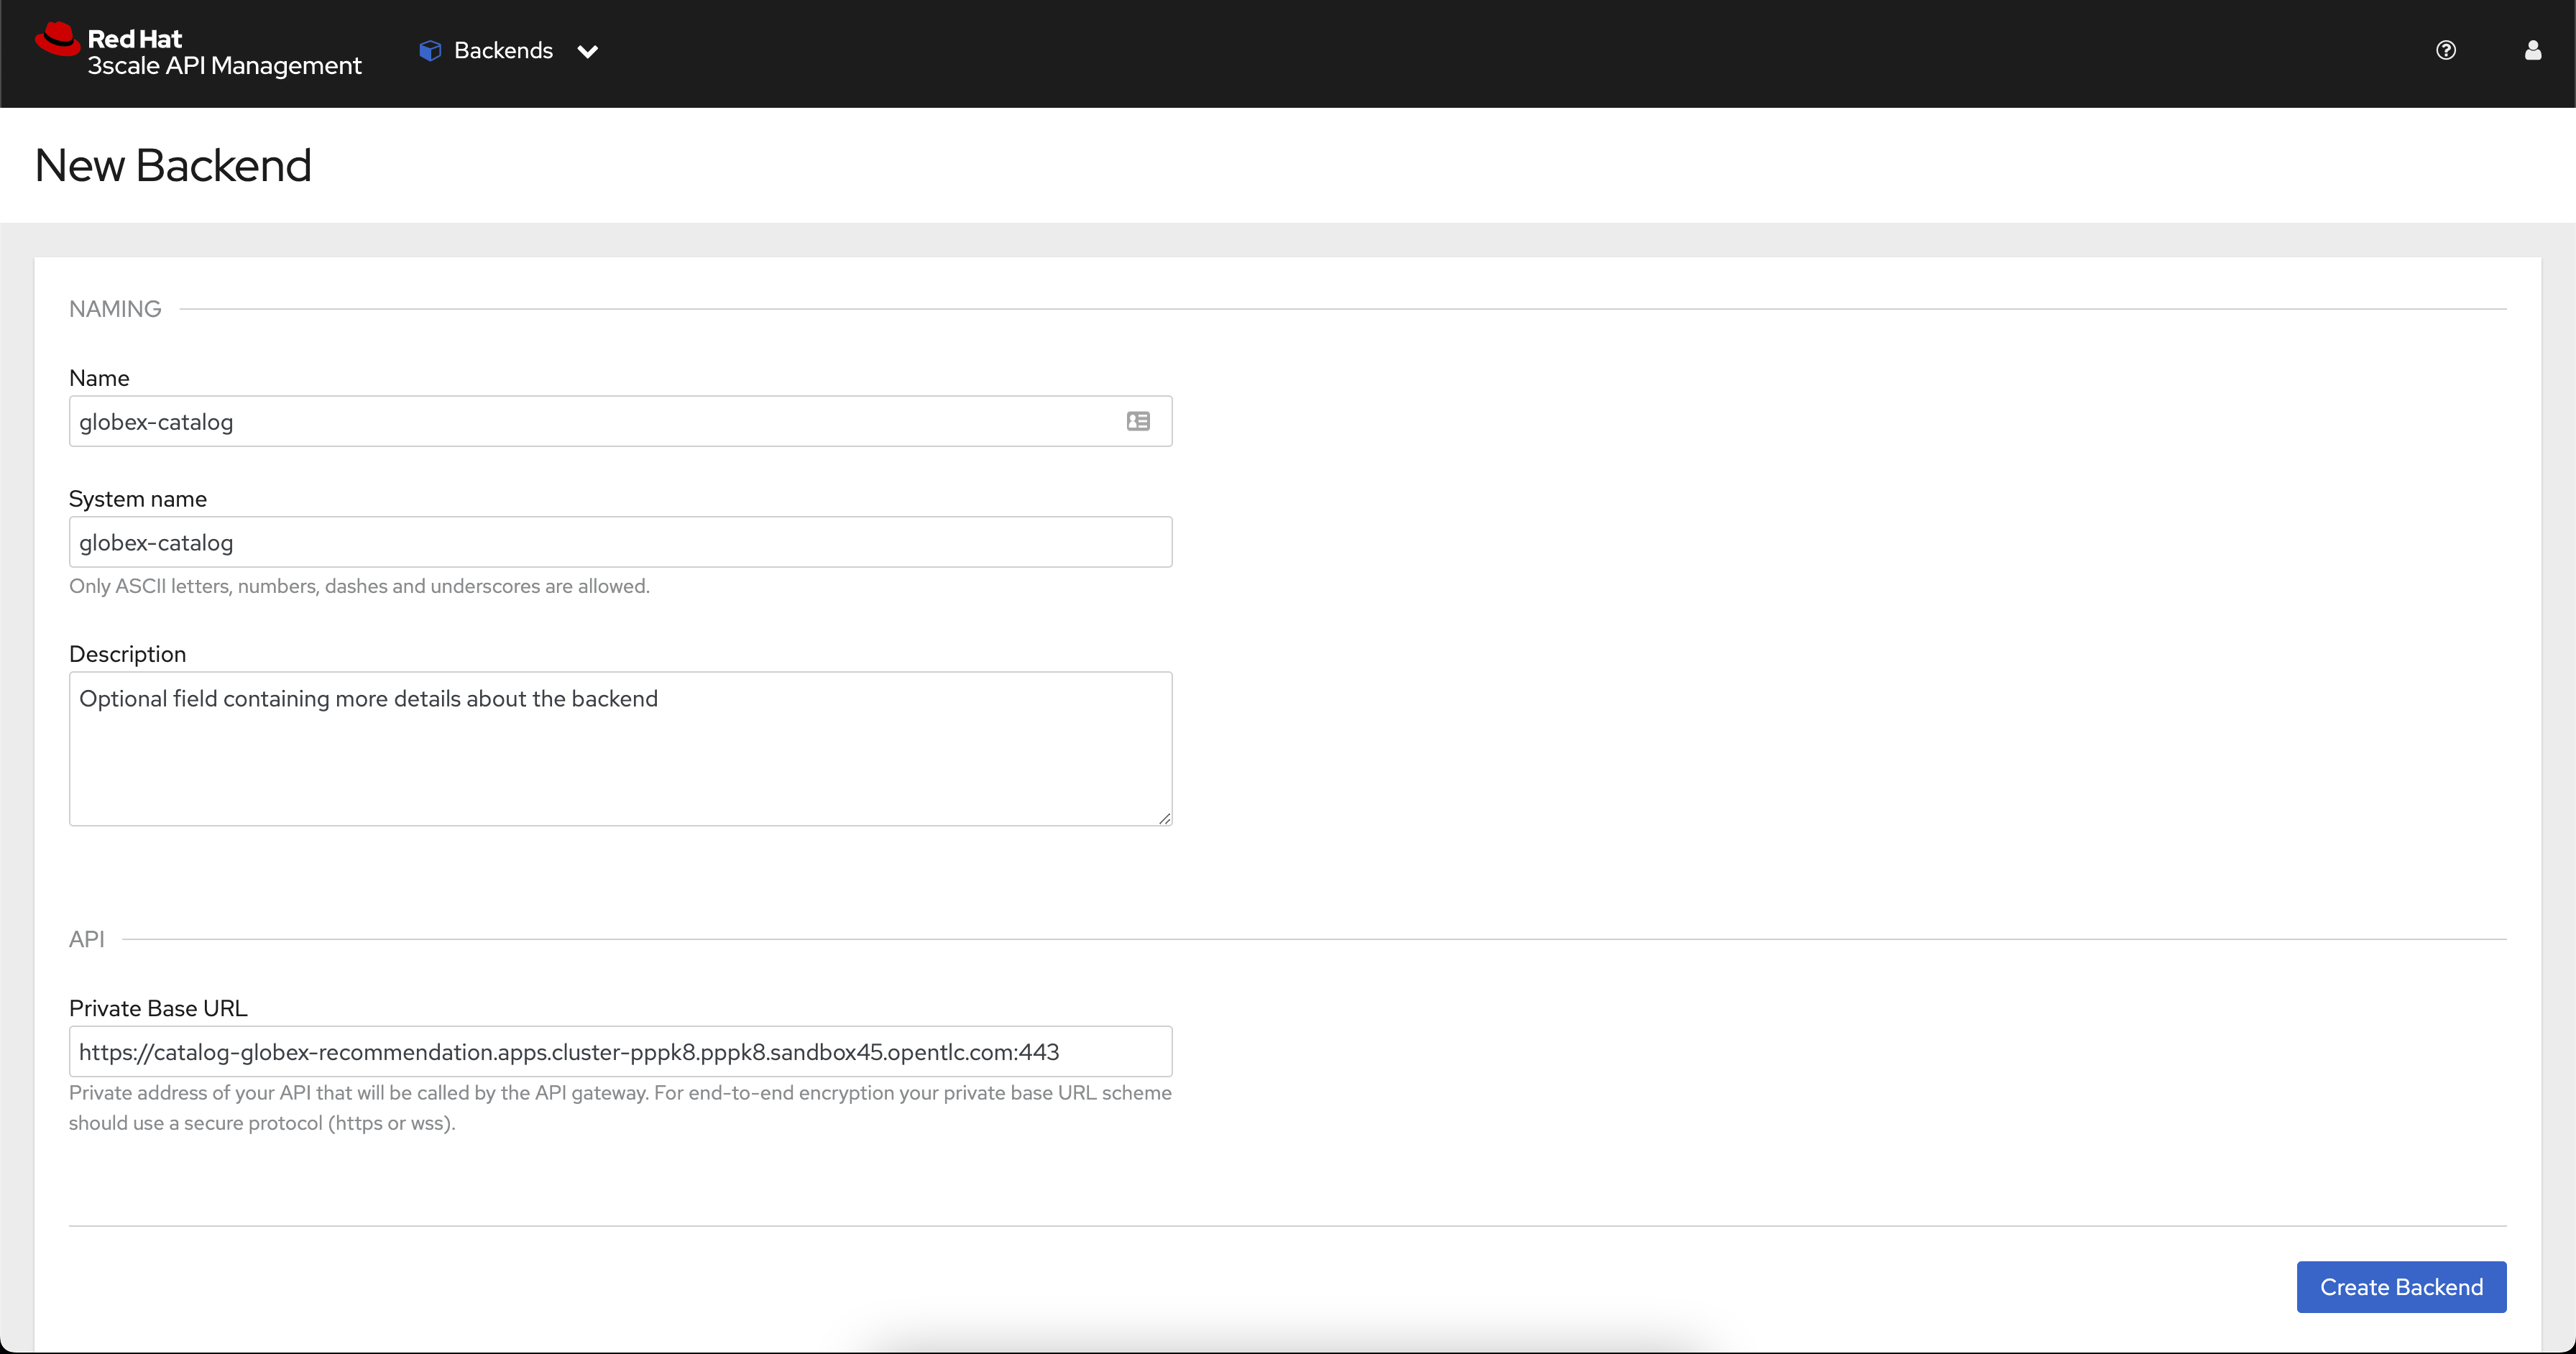 Red Hat
3scale API Management
Backends
New Backend
NAMING
Name
globex-catalog
System name
globex-catalog
Only ASCII letters, numbers, dashes and underscores are allowed.
Description
Optional field containing more details about the backend
API
Private Base URL
https://catalog-globex-recommendation.apps.cluster-pppk8.pppk8.sandbox45.opentlc.com:443
Private address of your API that will be called by the API gateway. For end-to-end encryption your private base URL scheme
should use a secure protocol (https or wss).
Create Backend